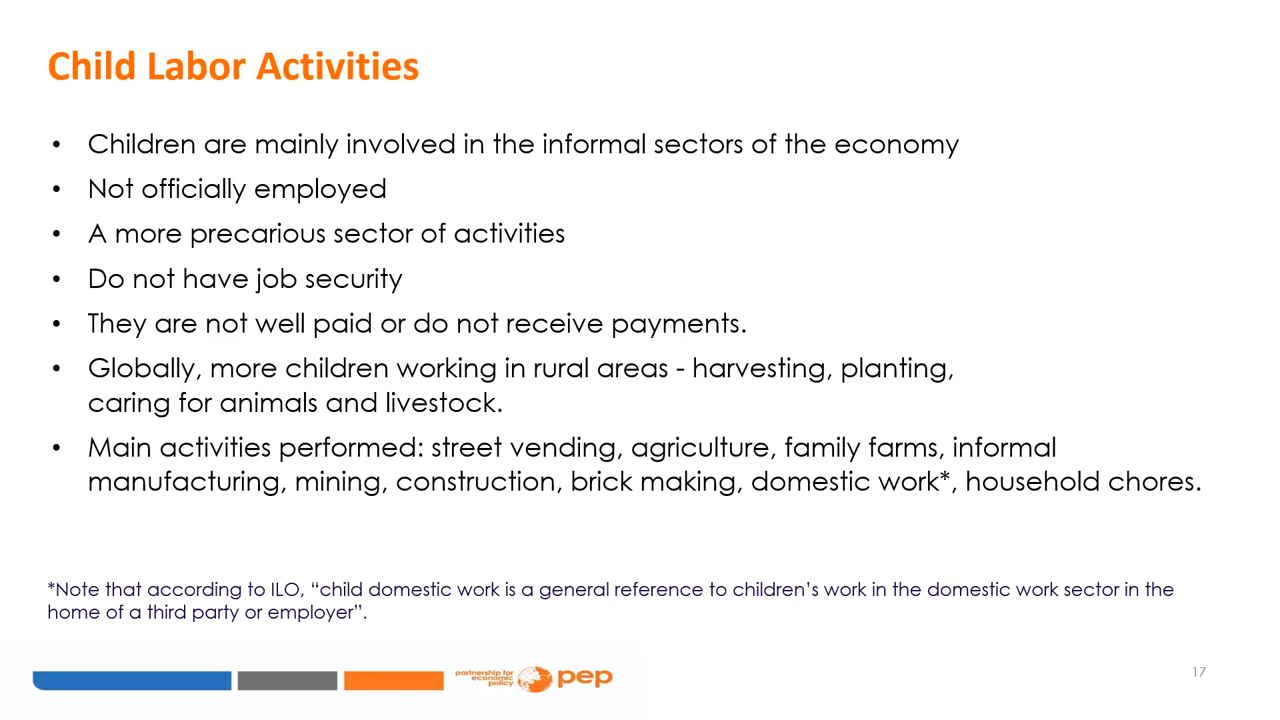 Child Labor Activities
• Children are mainly involved in the informal sectors of the economy
• Not officially employed
• A more precarious sector of activities
• Do not have job security
• They are not well paid or do not receive payments.
• Globally, more children working in rural areas - harvesting, planting,
caring for animals and livestock.
• Main activities performed: street vending, agriculture, family farms, informal
manufacturing, mining, construction, brick making, domestic work*, household chores.
*Note that according to ILO, “child domestic work is a general reference to children’s work in the domestic work sector in the
home of a third party or employer”.
partnership for
economic
policy
pep
17